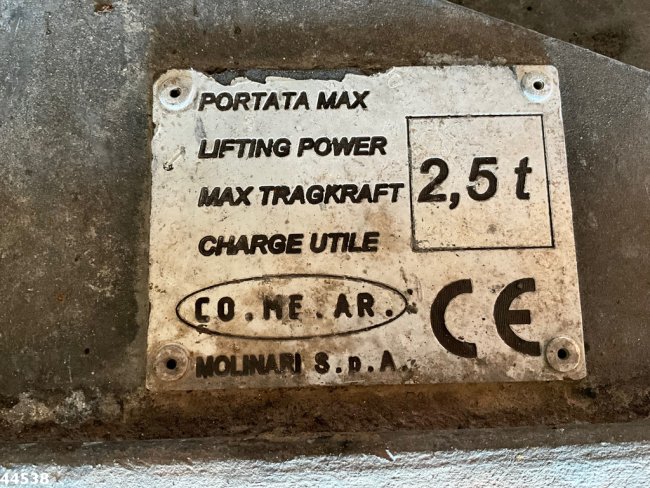 PORTATA MAX
LIFTING POWER
MAX TRAGKRAFT
CHARGE UTILE
2,5 t
CO.ME.AR.
MOLINARI S.p.A.
CE
44538